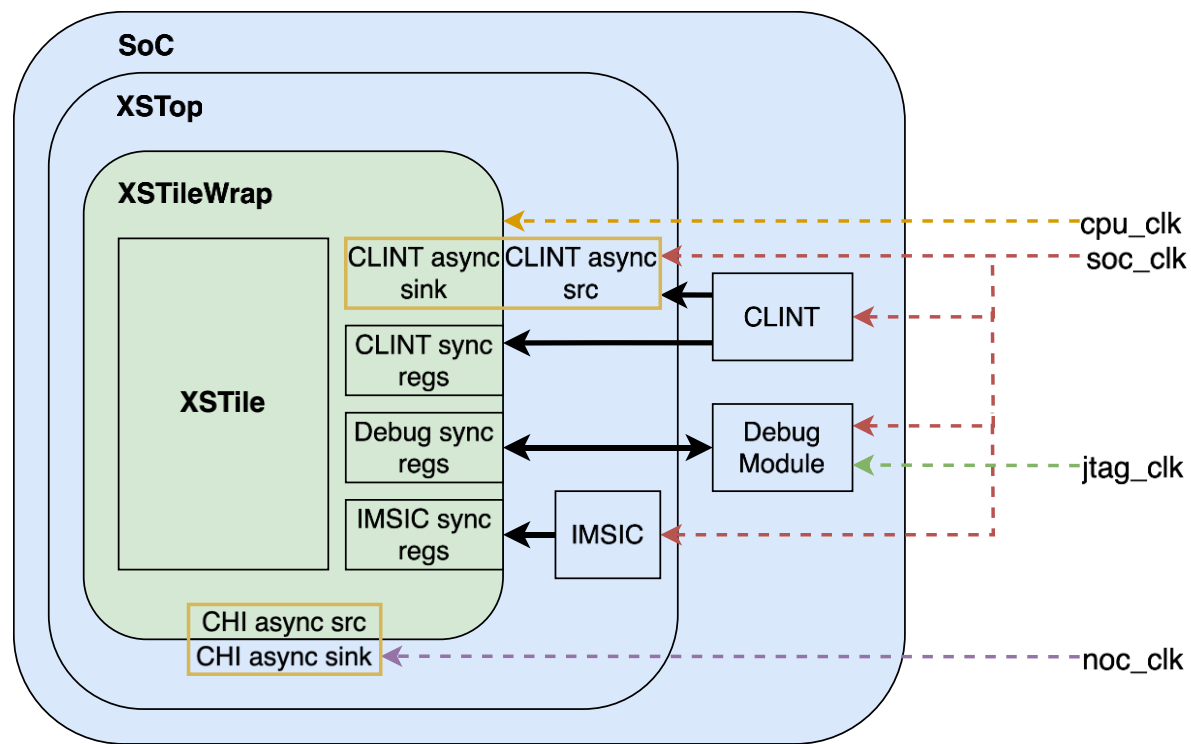 SoC
XSTop
XSTileWrap
cpu_clk
CLINT async
sink
CLINT async
src
soc_clk
CLINT
CLINT sync
regs
XSTile
Debug sync
regs
Debug
Module
jtag_clk
IMSIC sync
regs
IMSIC
CHI async src
CHI async sink
noc_clk